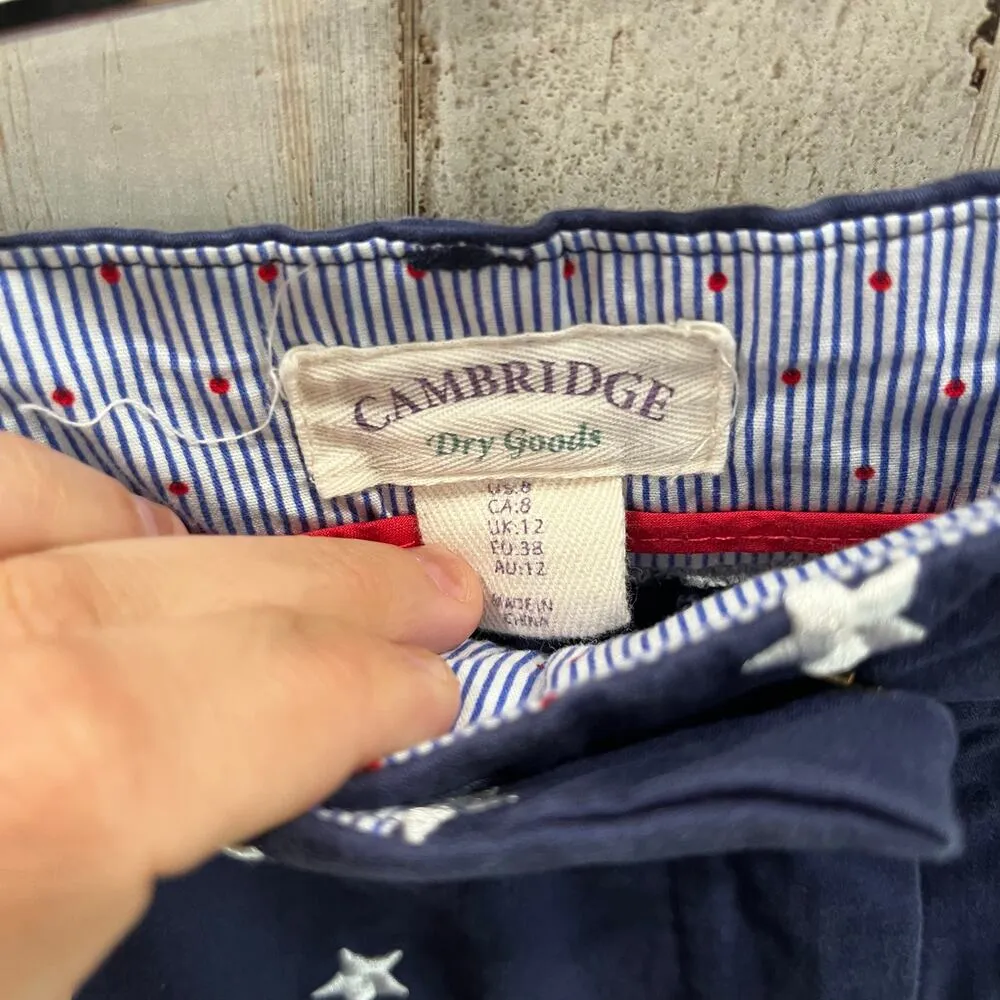 CAMBRIDGE
Dry Goods
US:8
CA:8
UK:12
EU:38
AU:12
MADE IN
CHINA